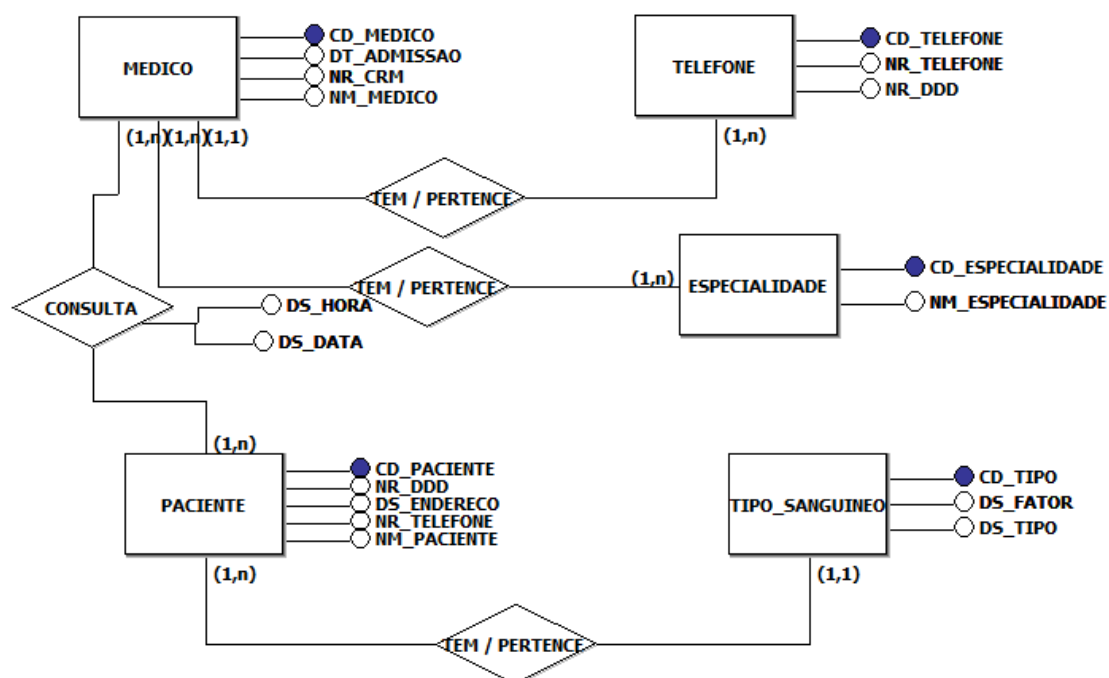 MEDICO
CD_MEDICO
DT_ADMISSAO
NR_CRM
NM_MEDICO
TELEFONE
CD_TELEFONE
NR_TELEFONE
NR_DDD
(1,n)(1,n)(1,1)
(1,n)
TEM / PERTENCE
TEM / PERTENCE
(1,n)
ESPECIALIDADE
CD_ESPECIALIDADE
NM_ESPECIALIDADE
CONSULTA
DS_HORA
DS_DATA
(1,n)
PACIENTE
CD_PACIENTE
NR_DDD
DS_ENDERECO
NR_TELEFONE
NM_PACIENTE
TIPO_SANGUINEO
CD_TIPO
DS_FATOR
DS_TIPO
(1,n)
(1,1)
TEM / PERTENCE